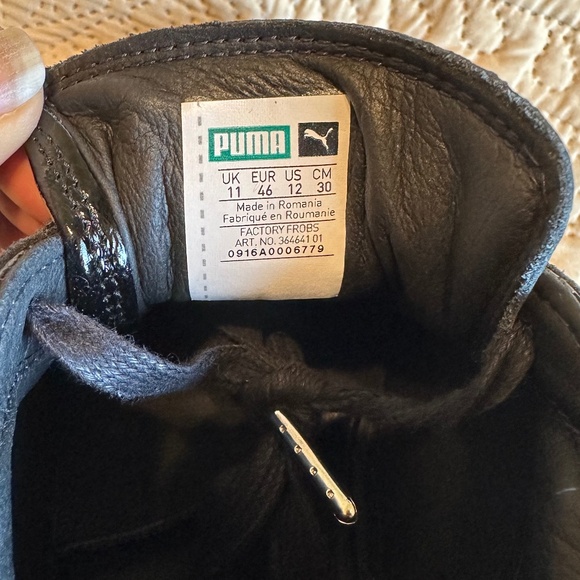 PUMA
UK EUR US CM
11 46 12 30
Made in Romania
Fabriqué en Roumanie
FACTORY FROBS
ART. NO. 364641 01
0916A0006779